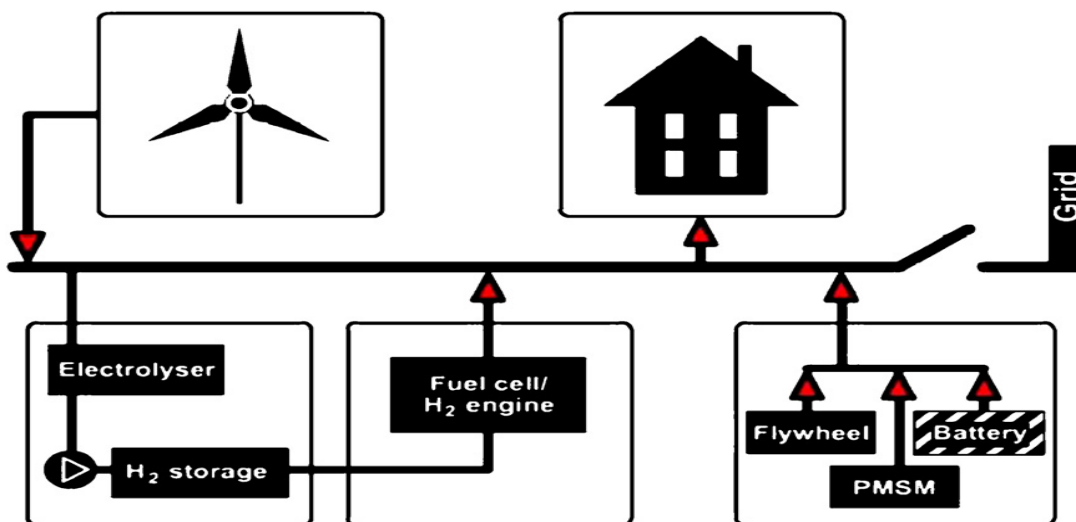 Grid
Electrolyser
H₂ storage
Fuel cell/
H₂ engine
Flywheel
Battery
PMSM